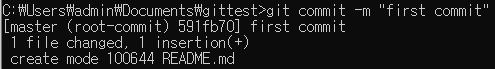 C:₩Users₩admin₩Documents₩gittest>git commit -m "first commit"
[master (root-commit) 591fb70] first commit
1 file changed, 1 insertion(+)
create mode 100644 README.md